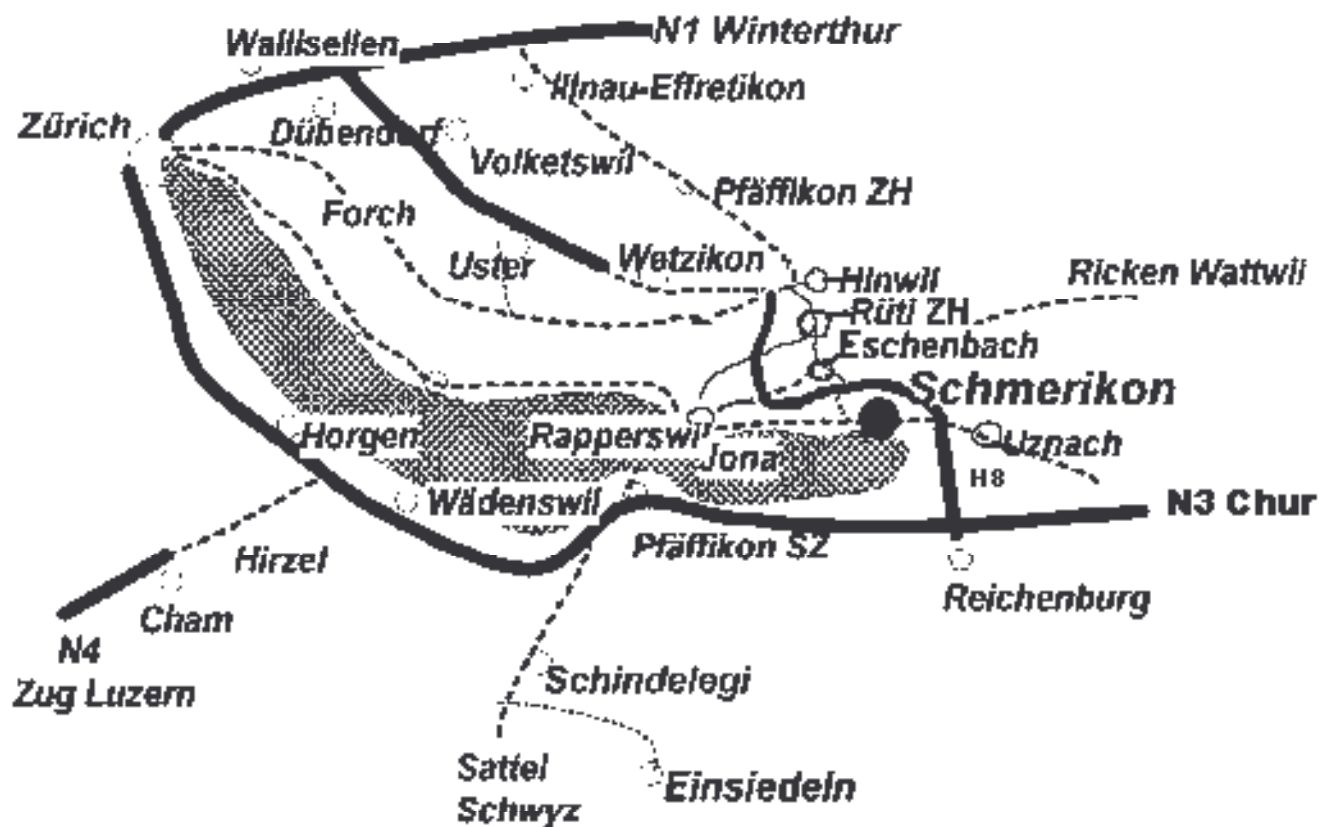 N1 Winterthur
Wallisellen
Illnau-Effretikon
Zürich
Dübendorf
Volketswil
Pfäffikon ZH
Forch
Uster
Wetzikon
Hinwil
Ricken Wattwil
Rüti ZH
Eschenbach
Schmerikon
Horgen
Rapperswil
Jona
Uznach
H8
Wädenswil
N3 Chur
Pfäffikon SZ
Hirzel
Reichenburg
Cham
N4
Zug Luzern
Schindelegi
Sattel
Schwyz
Einsiedeln